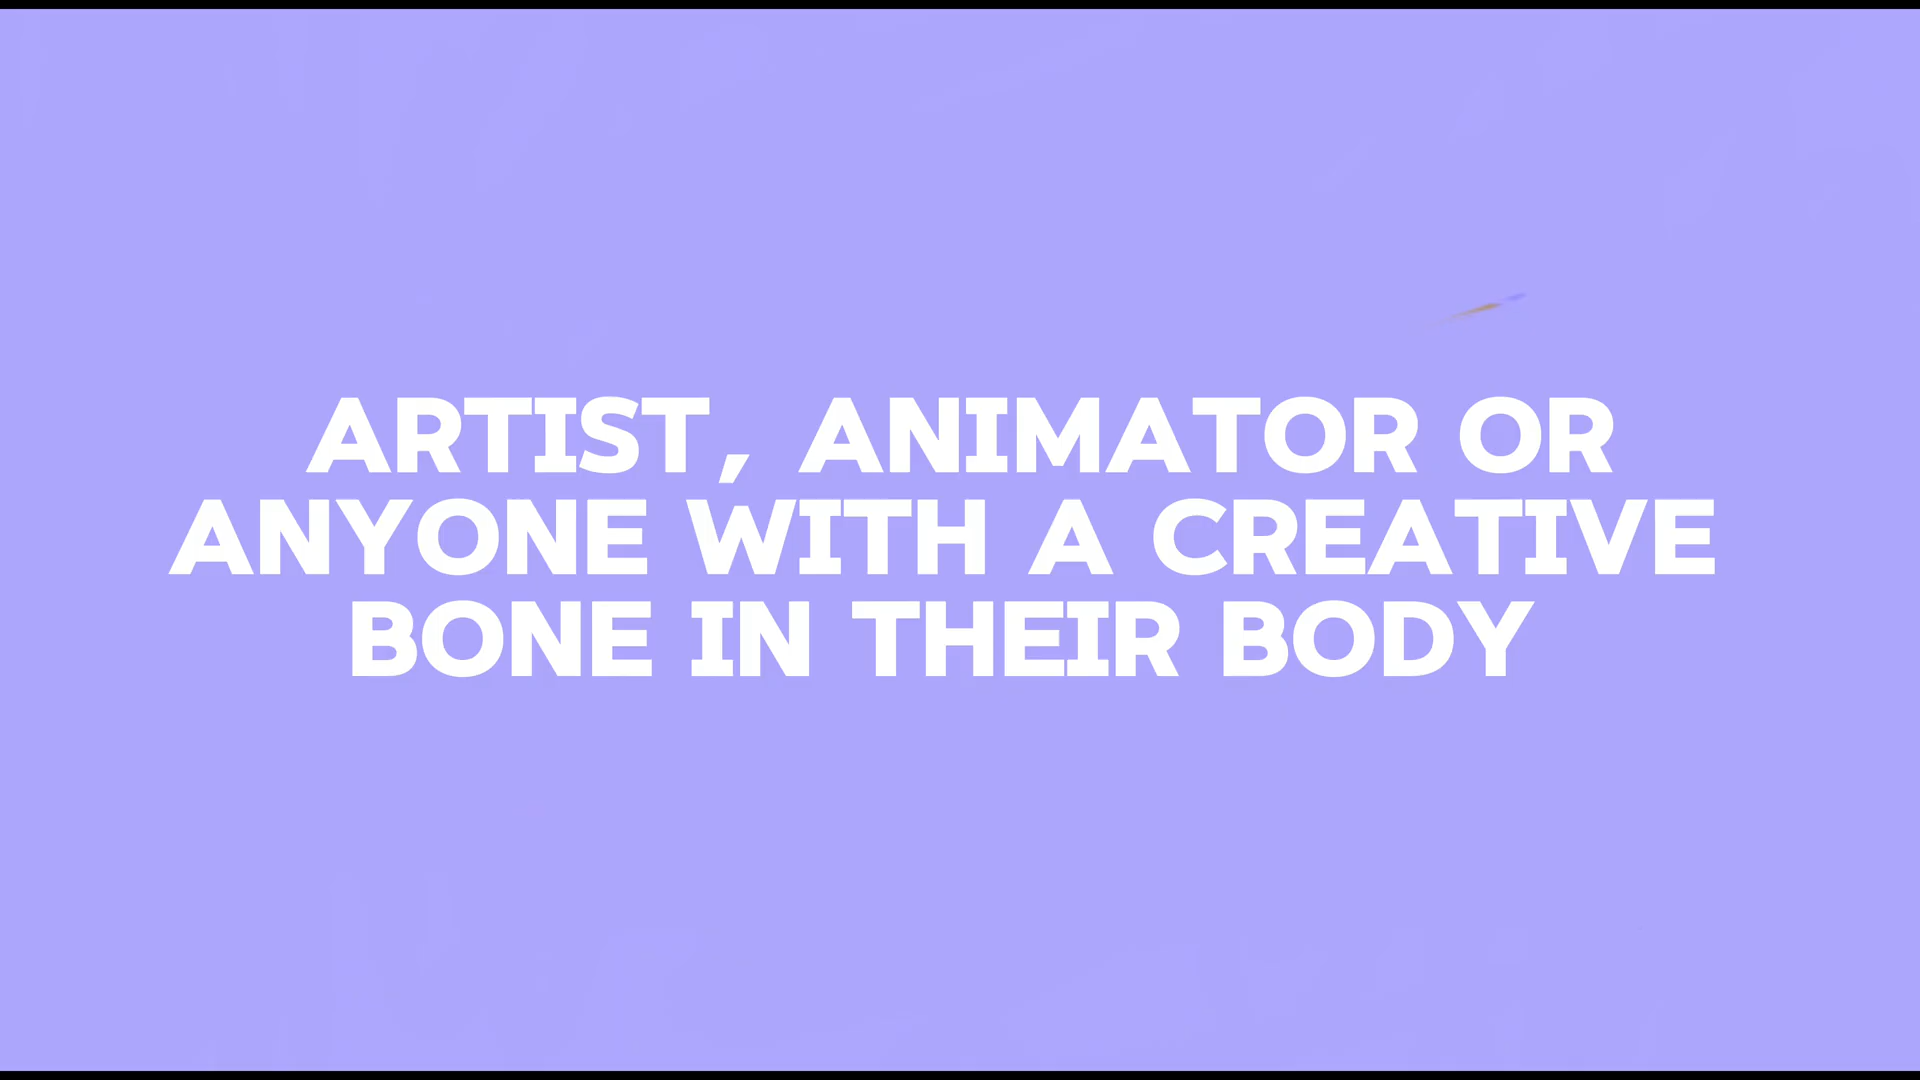 ARTIST, ANIMATOR OR
ANYONE WITH A CREATIVE
BONE IN THEIR BODY